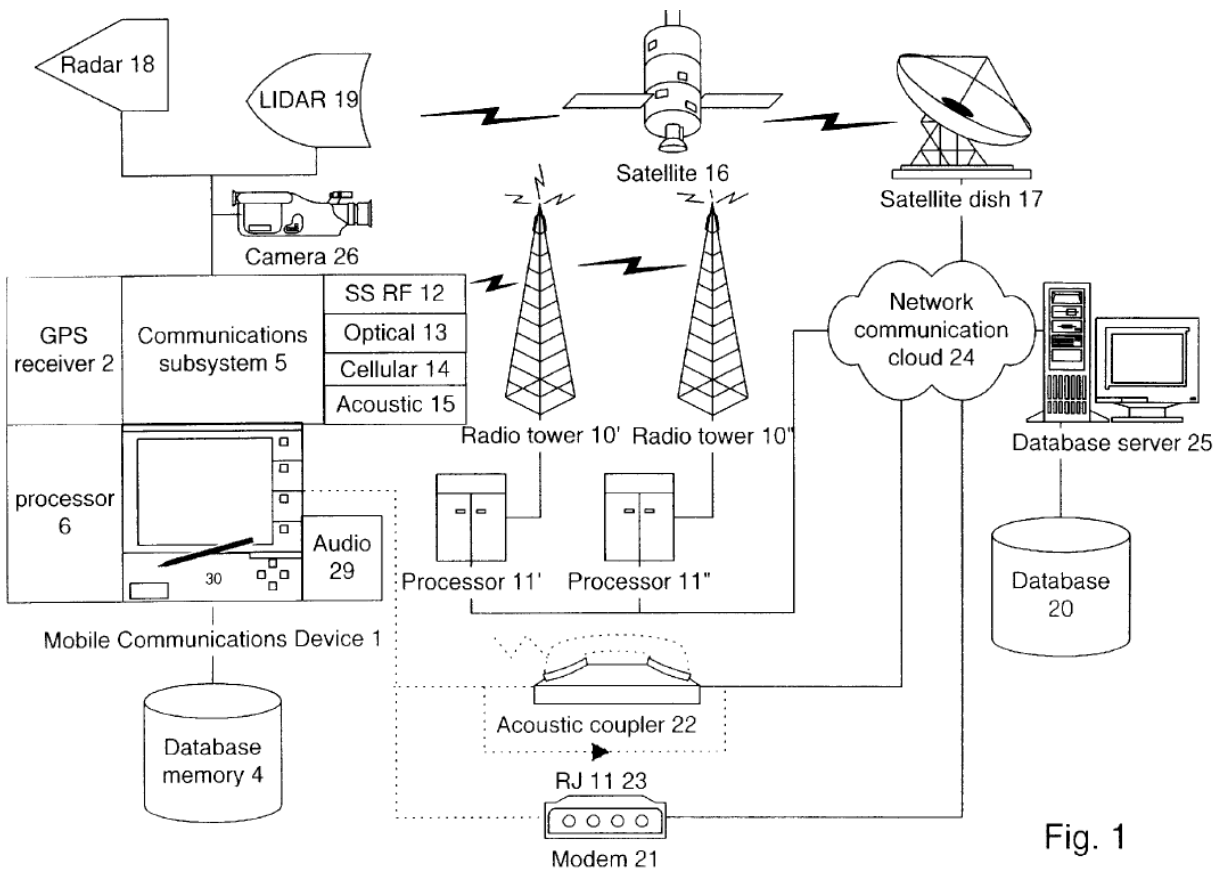 Radar 18
LIDAR 19
Satellite 16
Satellite dish 17
Camera 26
GPS
receiver 2
Communications
subsystem 5
SS RF 12
Optical 13
Cellular 14
Acoustic 15
Radio tower 10'
Radio tower 10"
Network
communication
cloud 24
Database server 25
processor
6
Audio
29
30
Processor 11'
Processor 11"
Database
20
Mobile Communications Device 1
Database
memory 4
Acoustic coupler 22
RJ 11 23
Modem 21
Fig. 1